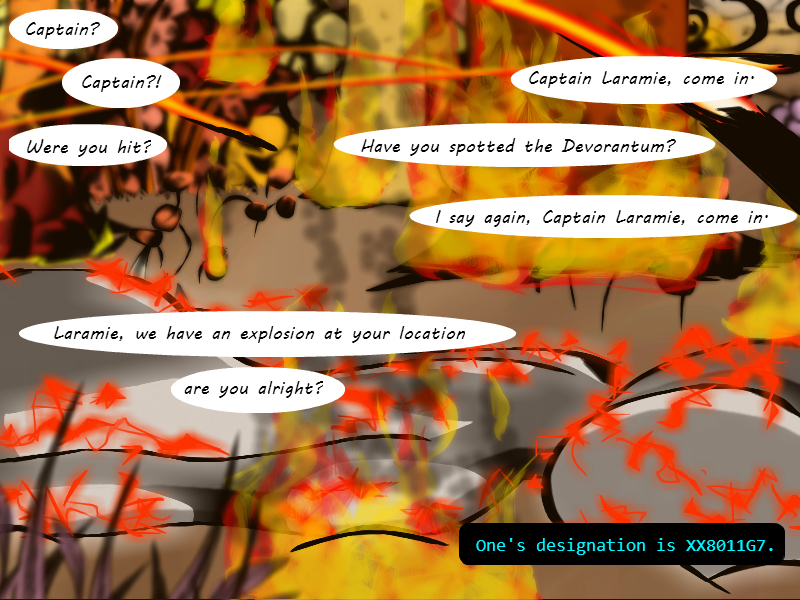 Captain?
Captain?!
Captain Laramie, come in.
Were you hit?
Have you spotted the Devorantum?
I say again, Captain Laramie, come in.
Laramie, we have an explosion at your location
are you alright?
One's designation is XX8011G7.